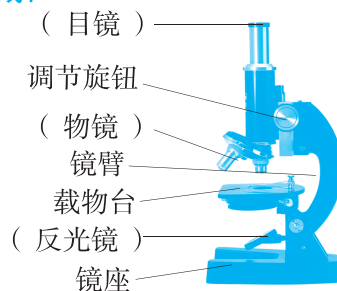 （ 目镜 ）
调节旋钮
（ 物镜 ）
镜臂
载物台
（ 反光镜 ）
镜座